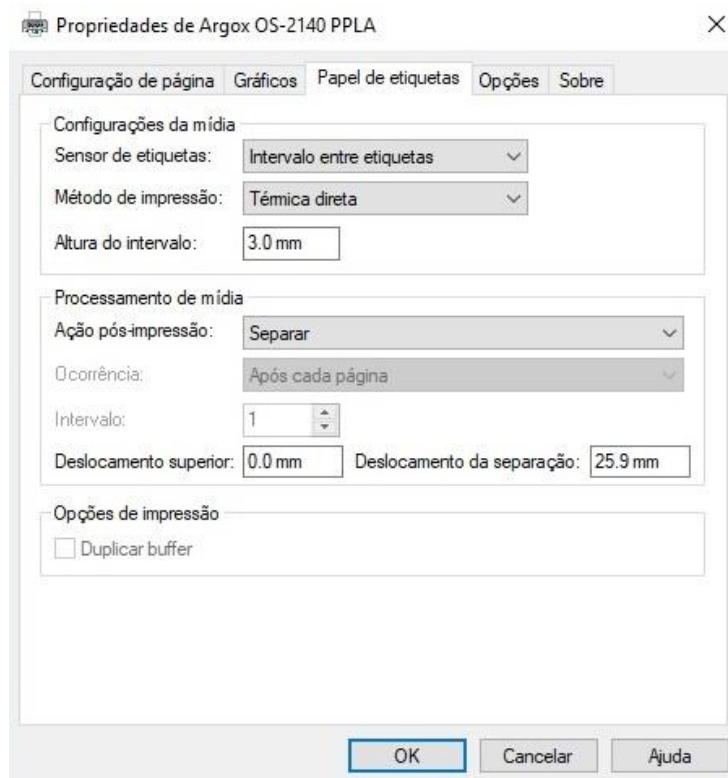 Propriedades de Argox OS-2140 PPLA
Configuração de página Gráficos Papel de etiquetas Opções Sobre
Configurações da mídia
Sensor de etiquetas: Intervalo entre etiquetas
Método de impressão: Térmica direta
Altura do intervalo: 3.0 mm
Processamento de mídia
Ação pós-impressão: Separar
Ocorrência: Após cada página
Intervalo: 1
Deslocamento superior: 0.0 mm Deslocamento da separação: 25.9 mm
Opções de impressão
Duplicar buffer
OK Cancelar Ajuda